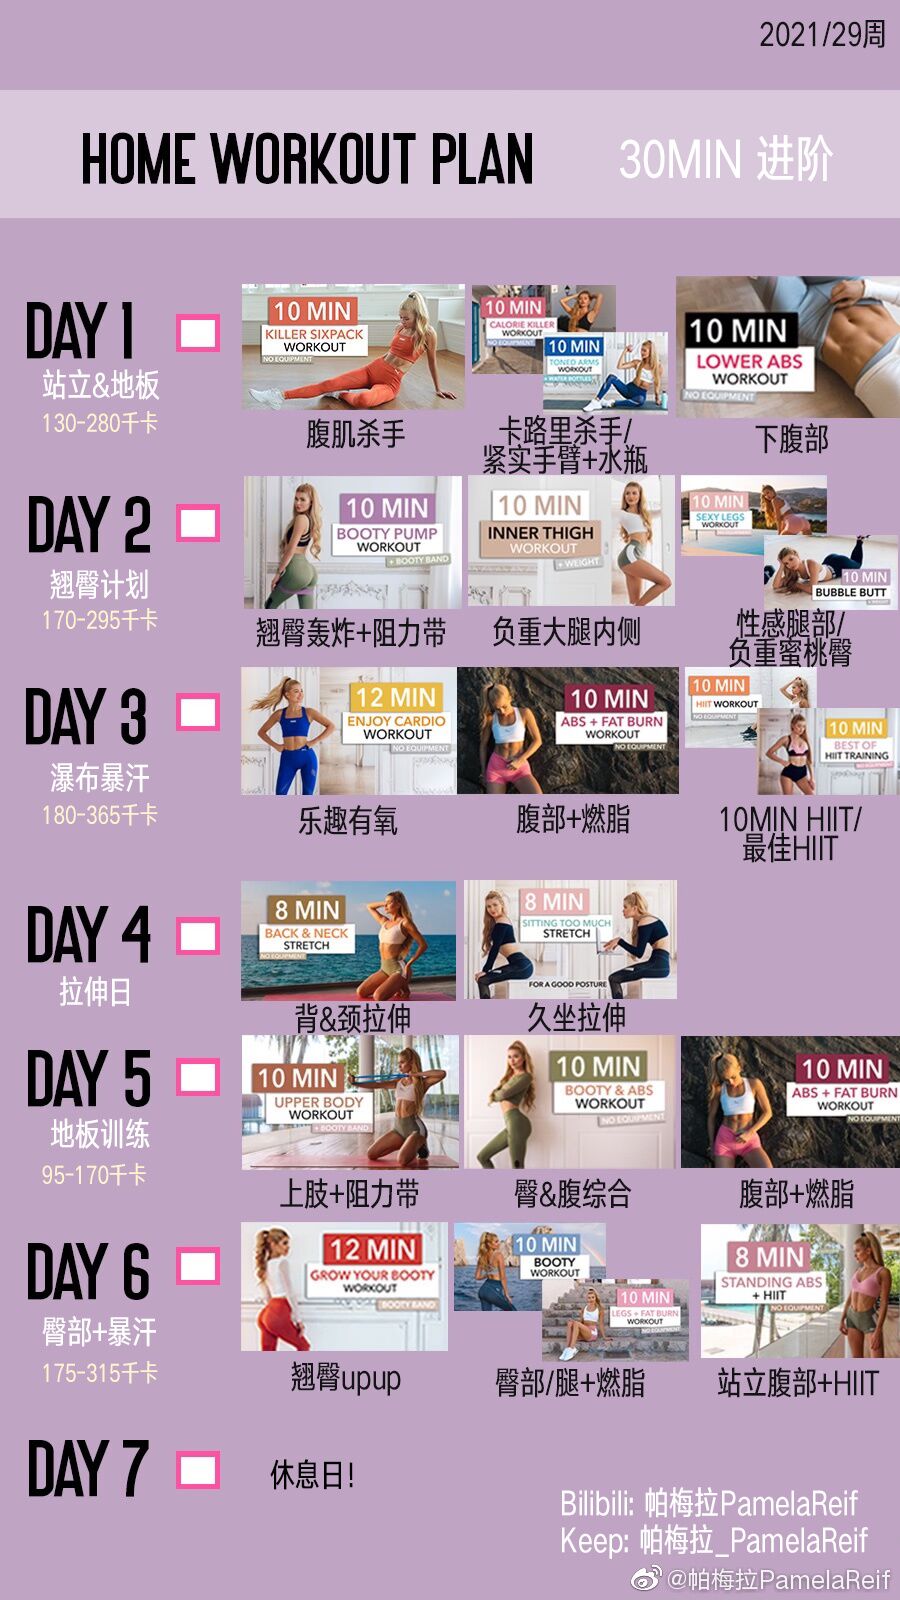 2021/29周
HOME WORKOUT PLAN
30MIN 进阶
DAY 1
站立&地板
130-280千卡
10 MIN
KILLER SIXPACK
WORKOUT
NO EQUIPMENT
腹肌杀手
10 MIN
CALORIE KILLER
WORKOUT
NO EQUIPMENT
10 MIN
TONED ARMS
WORKOUT
+ WATER BOTTLES
卡路里杀手/
紧实手臂+水瓶
10 MIN
LOWER ABS
WORKOUT
NO EQUIPMENT
下腹部
DAY 2
翘臀计划
170-295千卡
10 MIN
BOOTY PUMP
WORKOUT
+ BOOTY BAND
翘臀轰炸+阻力带
10 MIN
INNER THIGH
WORKOUT
+ WEIGHT
负重大腿内侧
10 MIN
SEXY LEGS
WORKOUT
10 MIN
BUBBLE BUTT
性感腿部/
负重蜜桃臀
DAY 3
瀑布暴汗
180-365千卡
12 MIN
ENJOY CARDIO
WORKOUT
NO EQUIPMENT
乐趣有氧
10 MIN
ABS + FAT BURN
WORKOUT
NO EQUIPMENT
腹部+燃脂
10 MIN
HIIT WORKOUT
NO EQUIPMENT
10 MIN
BEST OF
HIIT TRAINING
NO EQUIPMENT
10MIN HIIT/
最佳HIIT
DAY 4
拉伸日
8 MIN
BACK & NECK
STRETCH
NO EQUIPMENT
背&颈拉伸
8 MIN
SITTING TOO MUCH
STRETCH
FOR A GOOD POSTURE
久坐拉伸
DAY 5
地板训练
95-170千卡
10 MIN
UPPER BODY
WORKOUT
+ BOOTY BAND
上肢+阻力带
10 MIN
BOOTY & ABS
WORKOUT
NO EQUIPMENT
臀&腹综合
10 MIN
ABS + FAT BURN
WORKOUT
NO EQUIPMENT
腹部+燃脂
DAY 6
臀部+暴汗
175-315千卡
12 MIN
GROW YOUR BOOTY
WORKOUT
BOOTY BAND
翘臀upup
10 MIN
BOOTY
WORKOUT
10 MIN
LEGS + FAT BURN
WORKOUT
NO EQUIPMENT
臀部/腿+燃脂
8 MIN
STANDING ABS
+ HIIT
NO EQUIPMENT
站立腹部+HIIT
DAY 7
休息日!
Bilibili: 帕梅拉PamelaReif
Keep: 帕梅拉_PamelaReif
@帕梅拉PamelaReif